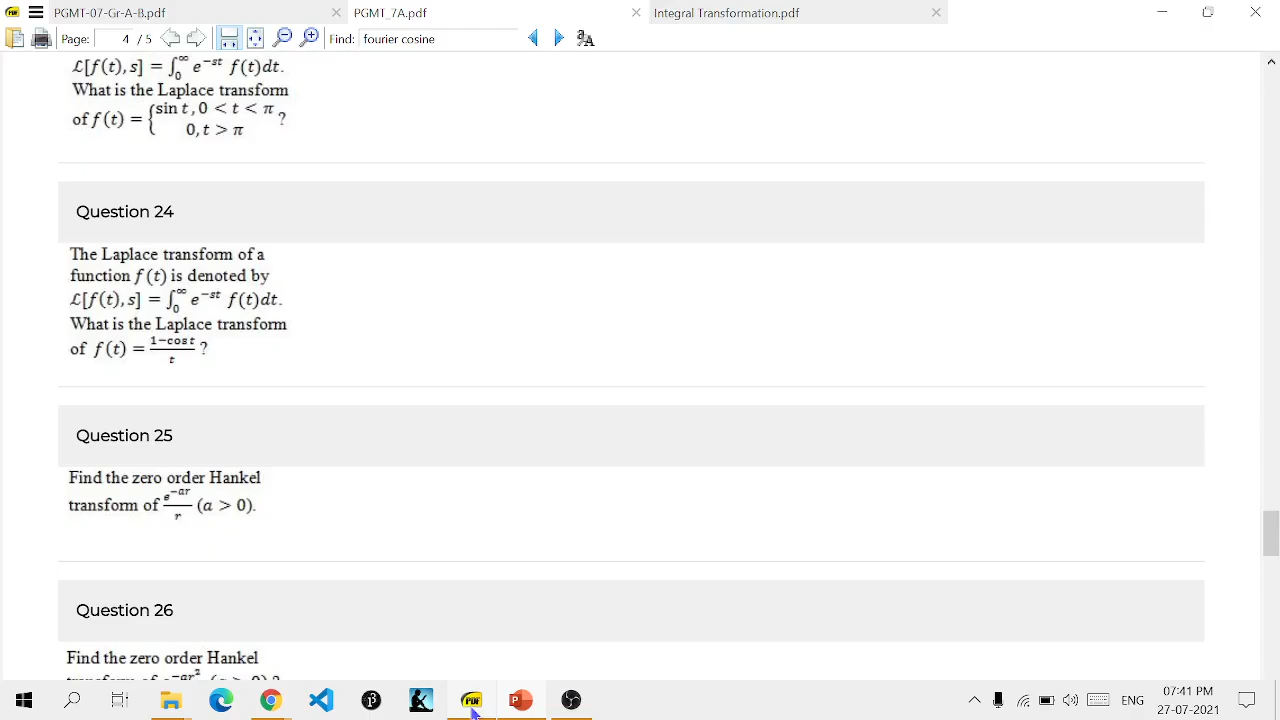 PGMT-07-Gr-A-B.pdf
PGMT_7A.pdf
Integral Transformation.pdf
Page: 4 / 5 Find: fourier cosine
ℒ[f(t), s] = ∫₀^∞ e^{−st} f(t)dt.
What is the Laplace transform
of f(t) = { sin t, 0 < t < π
0, t > π ?
Question 24
The Laplace transform of a
function f(t) is denoted by
ℒ[f(t), s] = ∫₀^∞ e^{−st} f(t)dt.
What is the Laplace transform
of f(t) = (1−cost)/t ?
Question 25
Find the zero order Hankel
transform of e^{−ar}/r (a > 0).
Question 26
Find the zero order Hankel
ENG
07:41 PM
27-07-2021